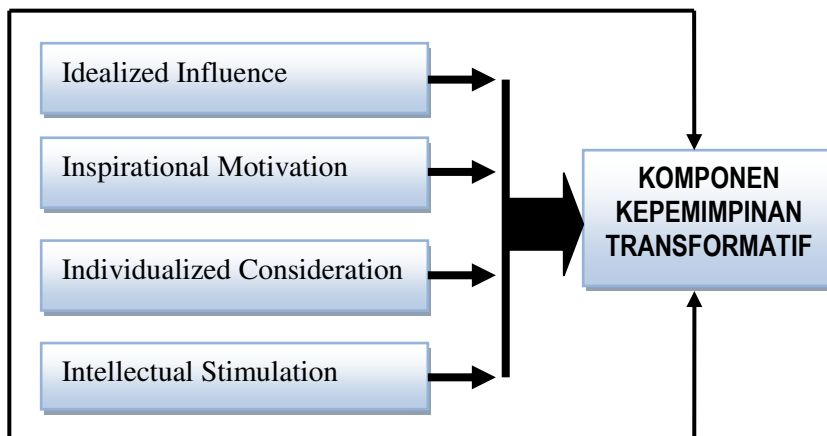 Idealized Influence
Inspirational Motivation
Individualized Consideration
Intellectual Stimulation
KOMPONEN
KEPEMIMPINAN
TRANSFORMATIF